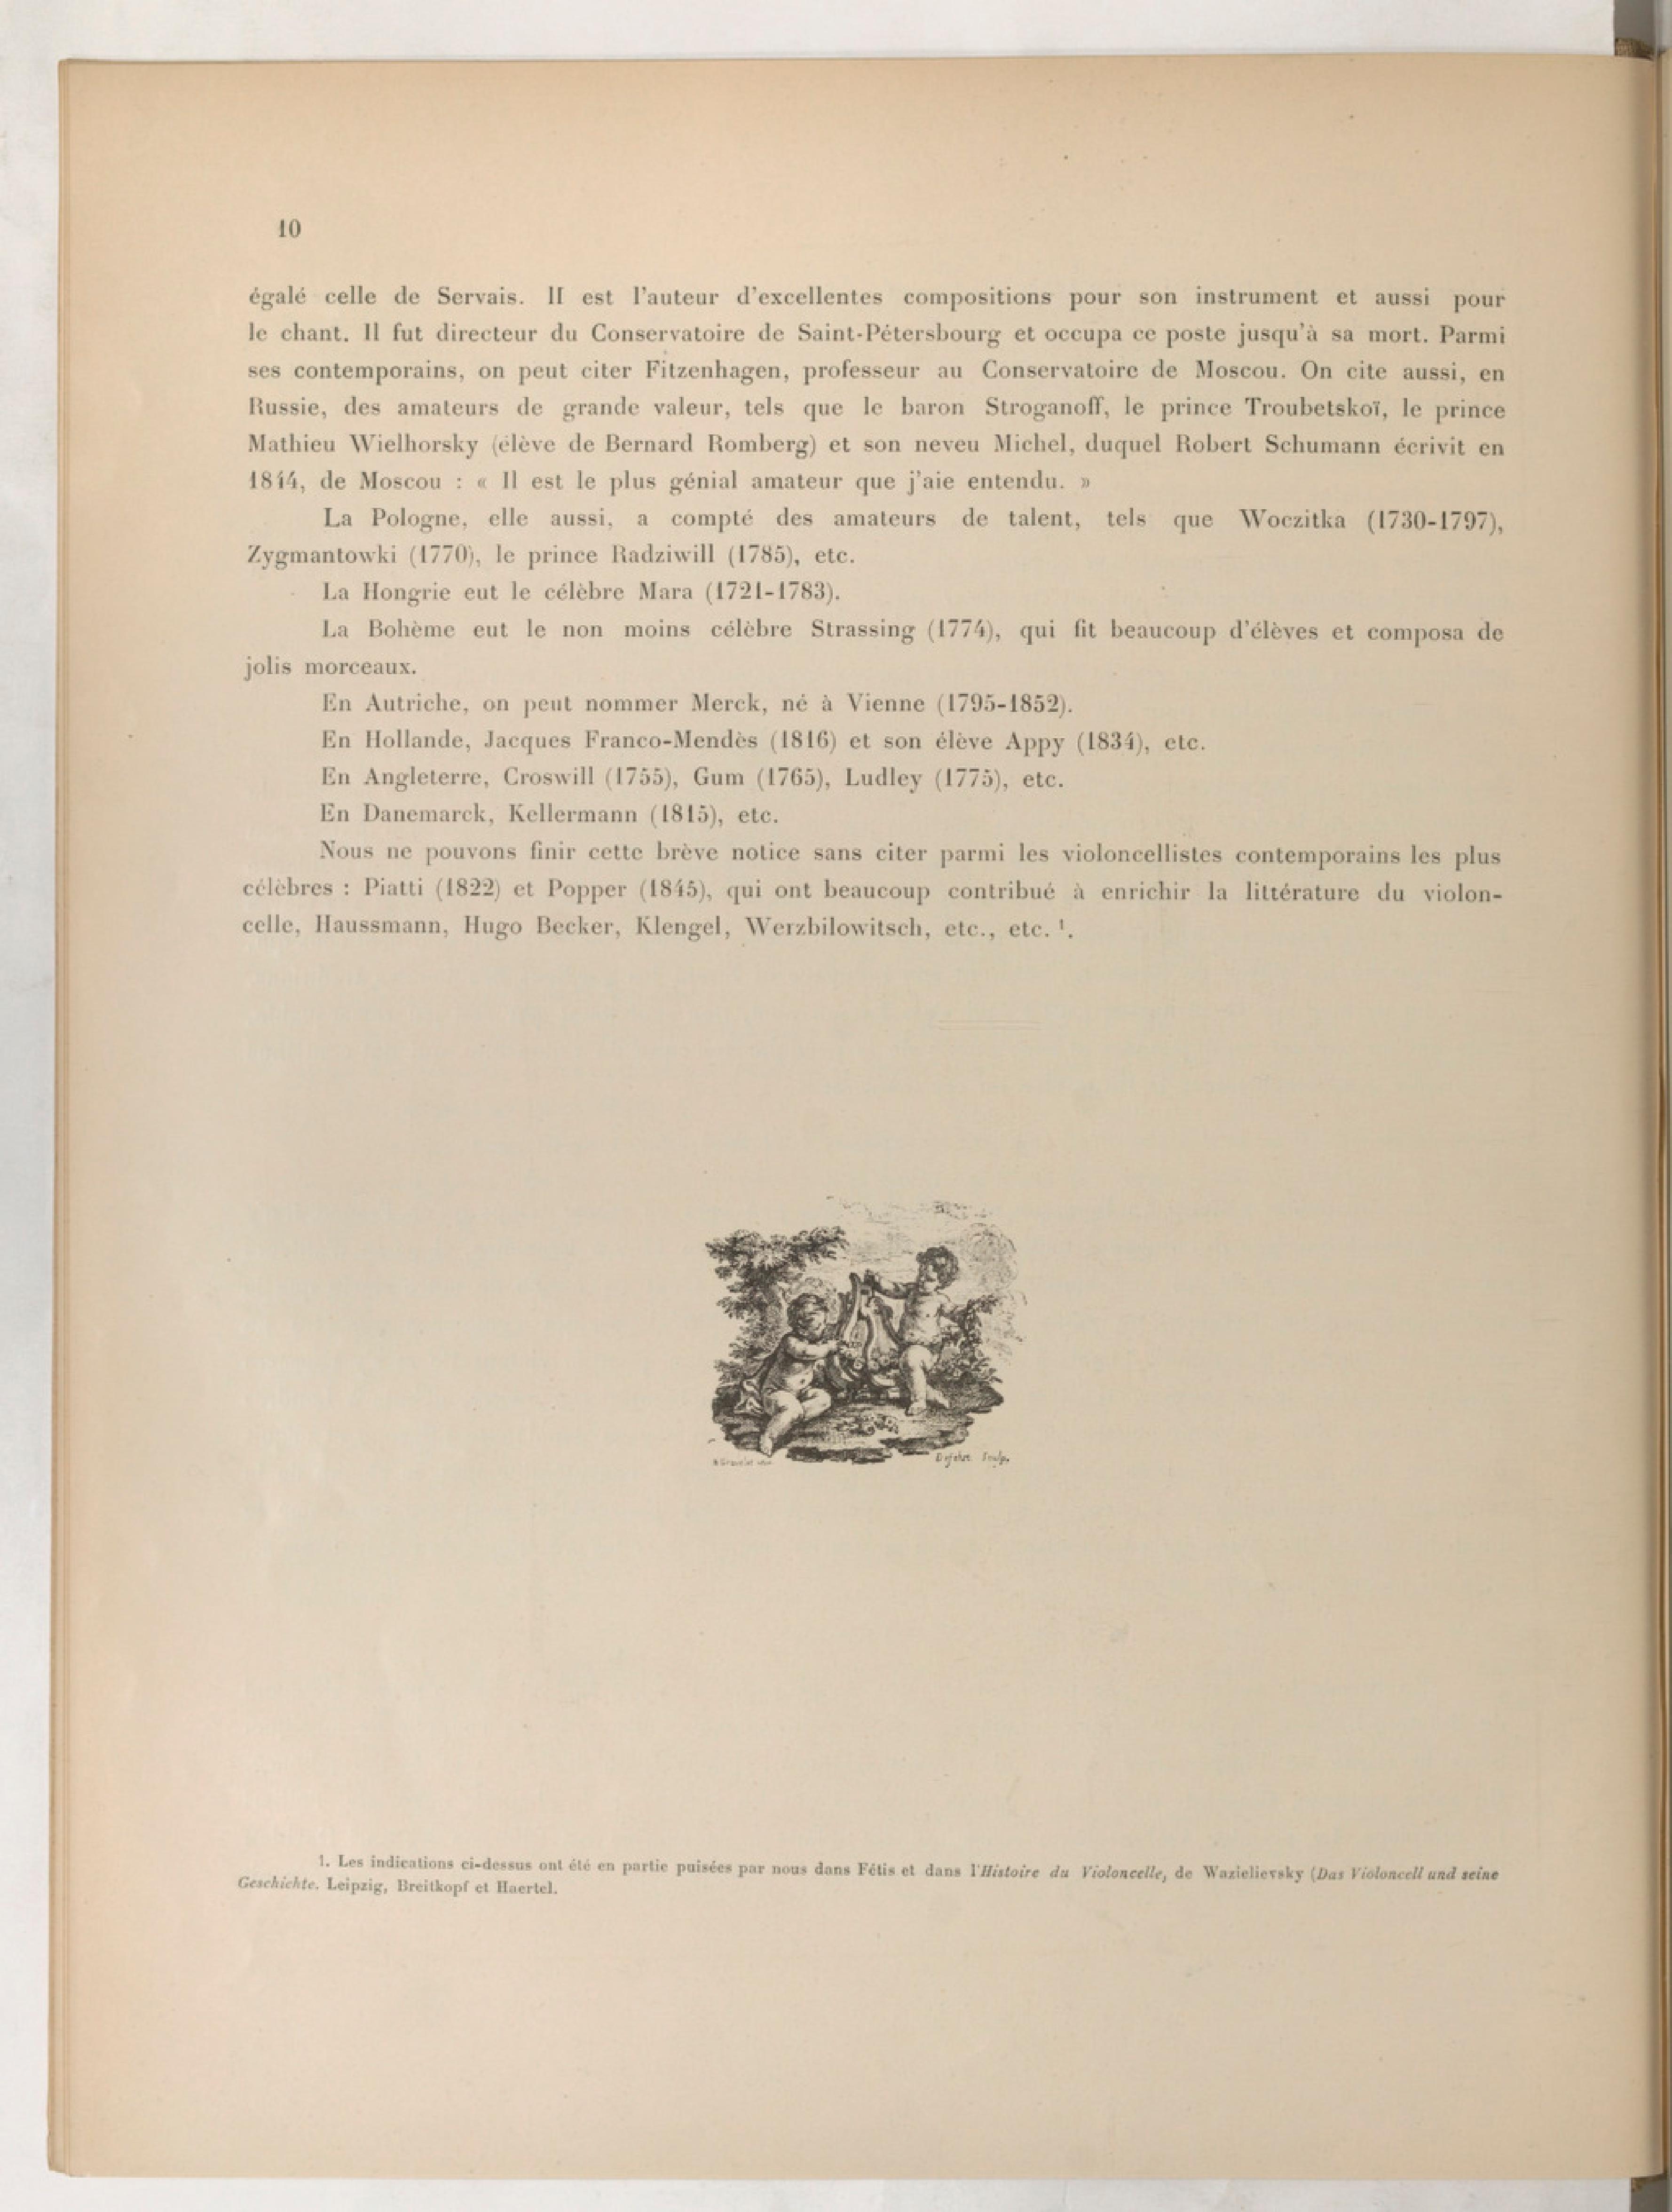 10
égalé celle de Servais. Il est l'auteur d'excellentes compositions pour son instrument et aussi pour
le chant. Il fut directeur du Conservatoire de Saint-Pétersbourg et occupa ce poste jusqu'à sa mort. Parmi
ses contemporains, on peut citer Fitzenhagen, professeur au Conservatoire de Moscou. On cite aussi, en
Russie, des amateurs de grande valeur, tels que le baron Stroganoff, le prince Troubetskoï, le prince
Mathieu Wielhorsky (élève de Bernard Romberg) et son neveu Michel, duquel Robert Schumann écrivit en
1844, de Moscou : « Il est le plus génial amateur que j'aie entendu. »
La Pologne, elle aussi, a compté des amateurs de talent, tels que Woczitka (1730-1797),
Zygmantowki (1770), le prince Radziwill (1785), etc.
La Hongrie eut le célèbre Mara (1721-1783).
La Bohème eut le non moins célèbre Strassing (1774), qui fit beaucoup d'élèves et composa de
jolis morceaux.
En Autriche, on peut nommer Merck, né à Vienne (1795-1852).
En Hollande, Jacques Franco-Mendès (1816) et son élève Appy (1834), etc.
En Angleterre, Croswill (1755), Gum (1765), Ludley (1775), etc.
En Danemarck, Kellermann (1815), etc.
Nous ne pouvons finir cette brève notice sans citer parmi les violoncellistes contemporains les plus
célèbres : Piatti (1822) et Popper (1845), qui ont beaucoup contribué à enrichir la littérature du violon-
celle, Haussmann, Hugo Becker, Klengel, Werzbilowitsch, etc., etc. ¹.
Sculp.
1. Les indications ci-dessus ont été en partie puisées par nous dans Fétis et dans l'Histoire du Violoncelle, de Wazielievsky (Das Violoncell und seine
Geschichte. Leipzig, Breitkopf et Haertel.